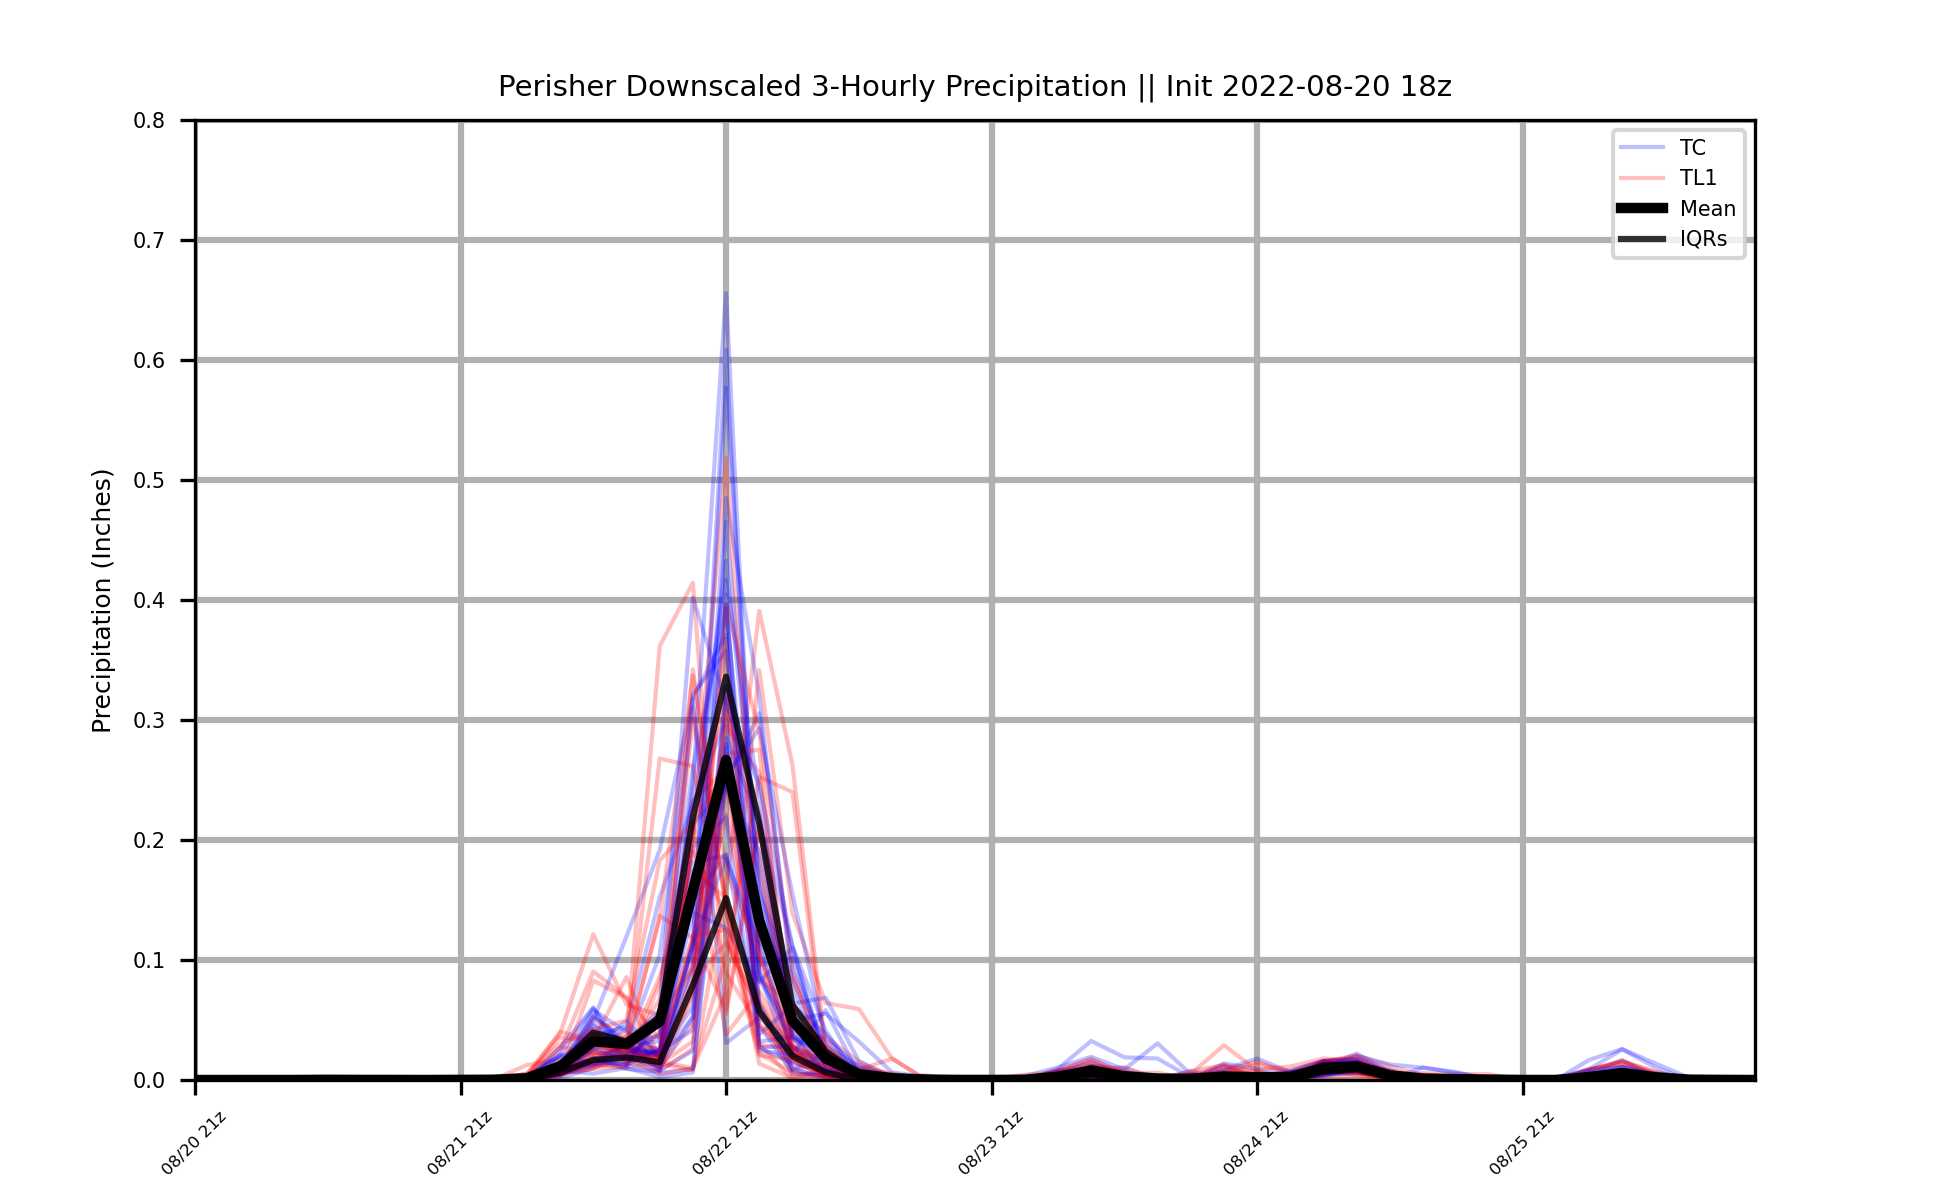 Perisher Downscaled 3-Hourly Precipitation || Init 2022-08-20 18z
0.8
0.7
0.6
0.5
0.4
0.3
0.2
0.1
0.0
Precipitation (Inches)
TC
TL1
Mean
IQRs
08/20 21z
08/21 21z
08/22 21z
08/23 21z
08/24 21z
08/25 21z